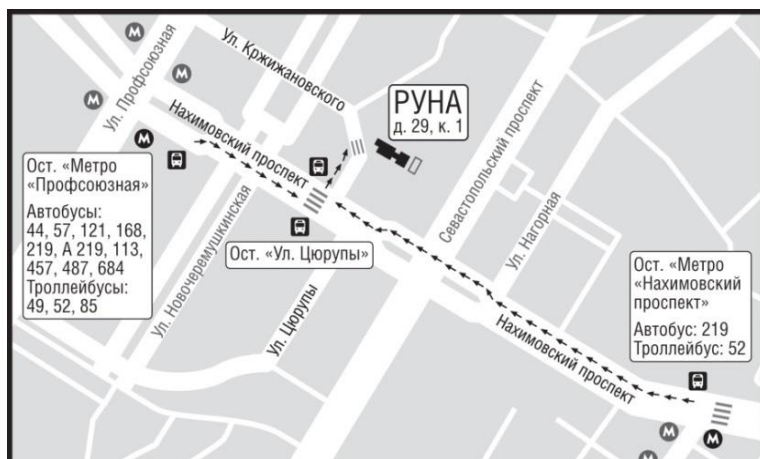 Ул. Профсоюзная
Ул. Кржижановского
РУНА
д. 29, к. 1
Нахимовский проспект
Севастопольский проспект
М
М
М
М
Ост. «Метро
«Профсоюзная»
Автобусы:
44, 57, 121, 168,
219, А 219, 113,
457, 487, 684
Троллейбусы:
49, 52, 85
Ул. Новочеремушкинская
Ост. «Ул. Цюрупы»
Ул. Цюрупы
Ул. Нагорная
Ост. «Метро
«Нахимовский
проспект»
Автобус: 219
Троллейбус: 52
Нахимовский проспект
М
М